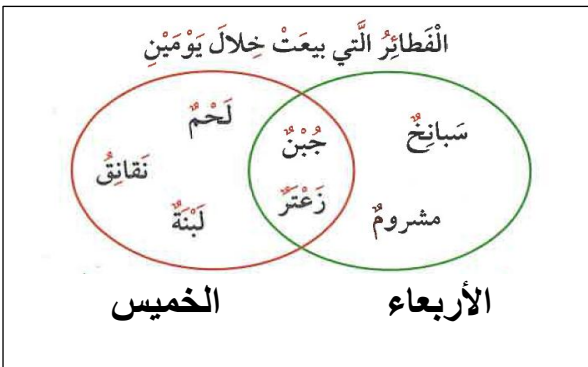 الْفَطائِرُ الَّتي بيعَتْ خِلالَ يَوْمَيْنِ
سَبانِخٌ
مشرومٌ
جُبْنٌ
زَعْتَرٌ
لَحْمٌ
نَقانِقُ
لَبْنَةٌ
الأربعاء
الخميس